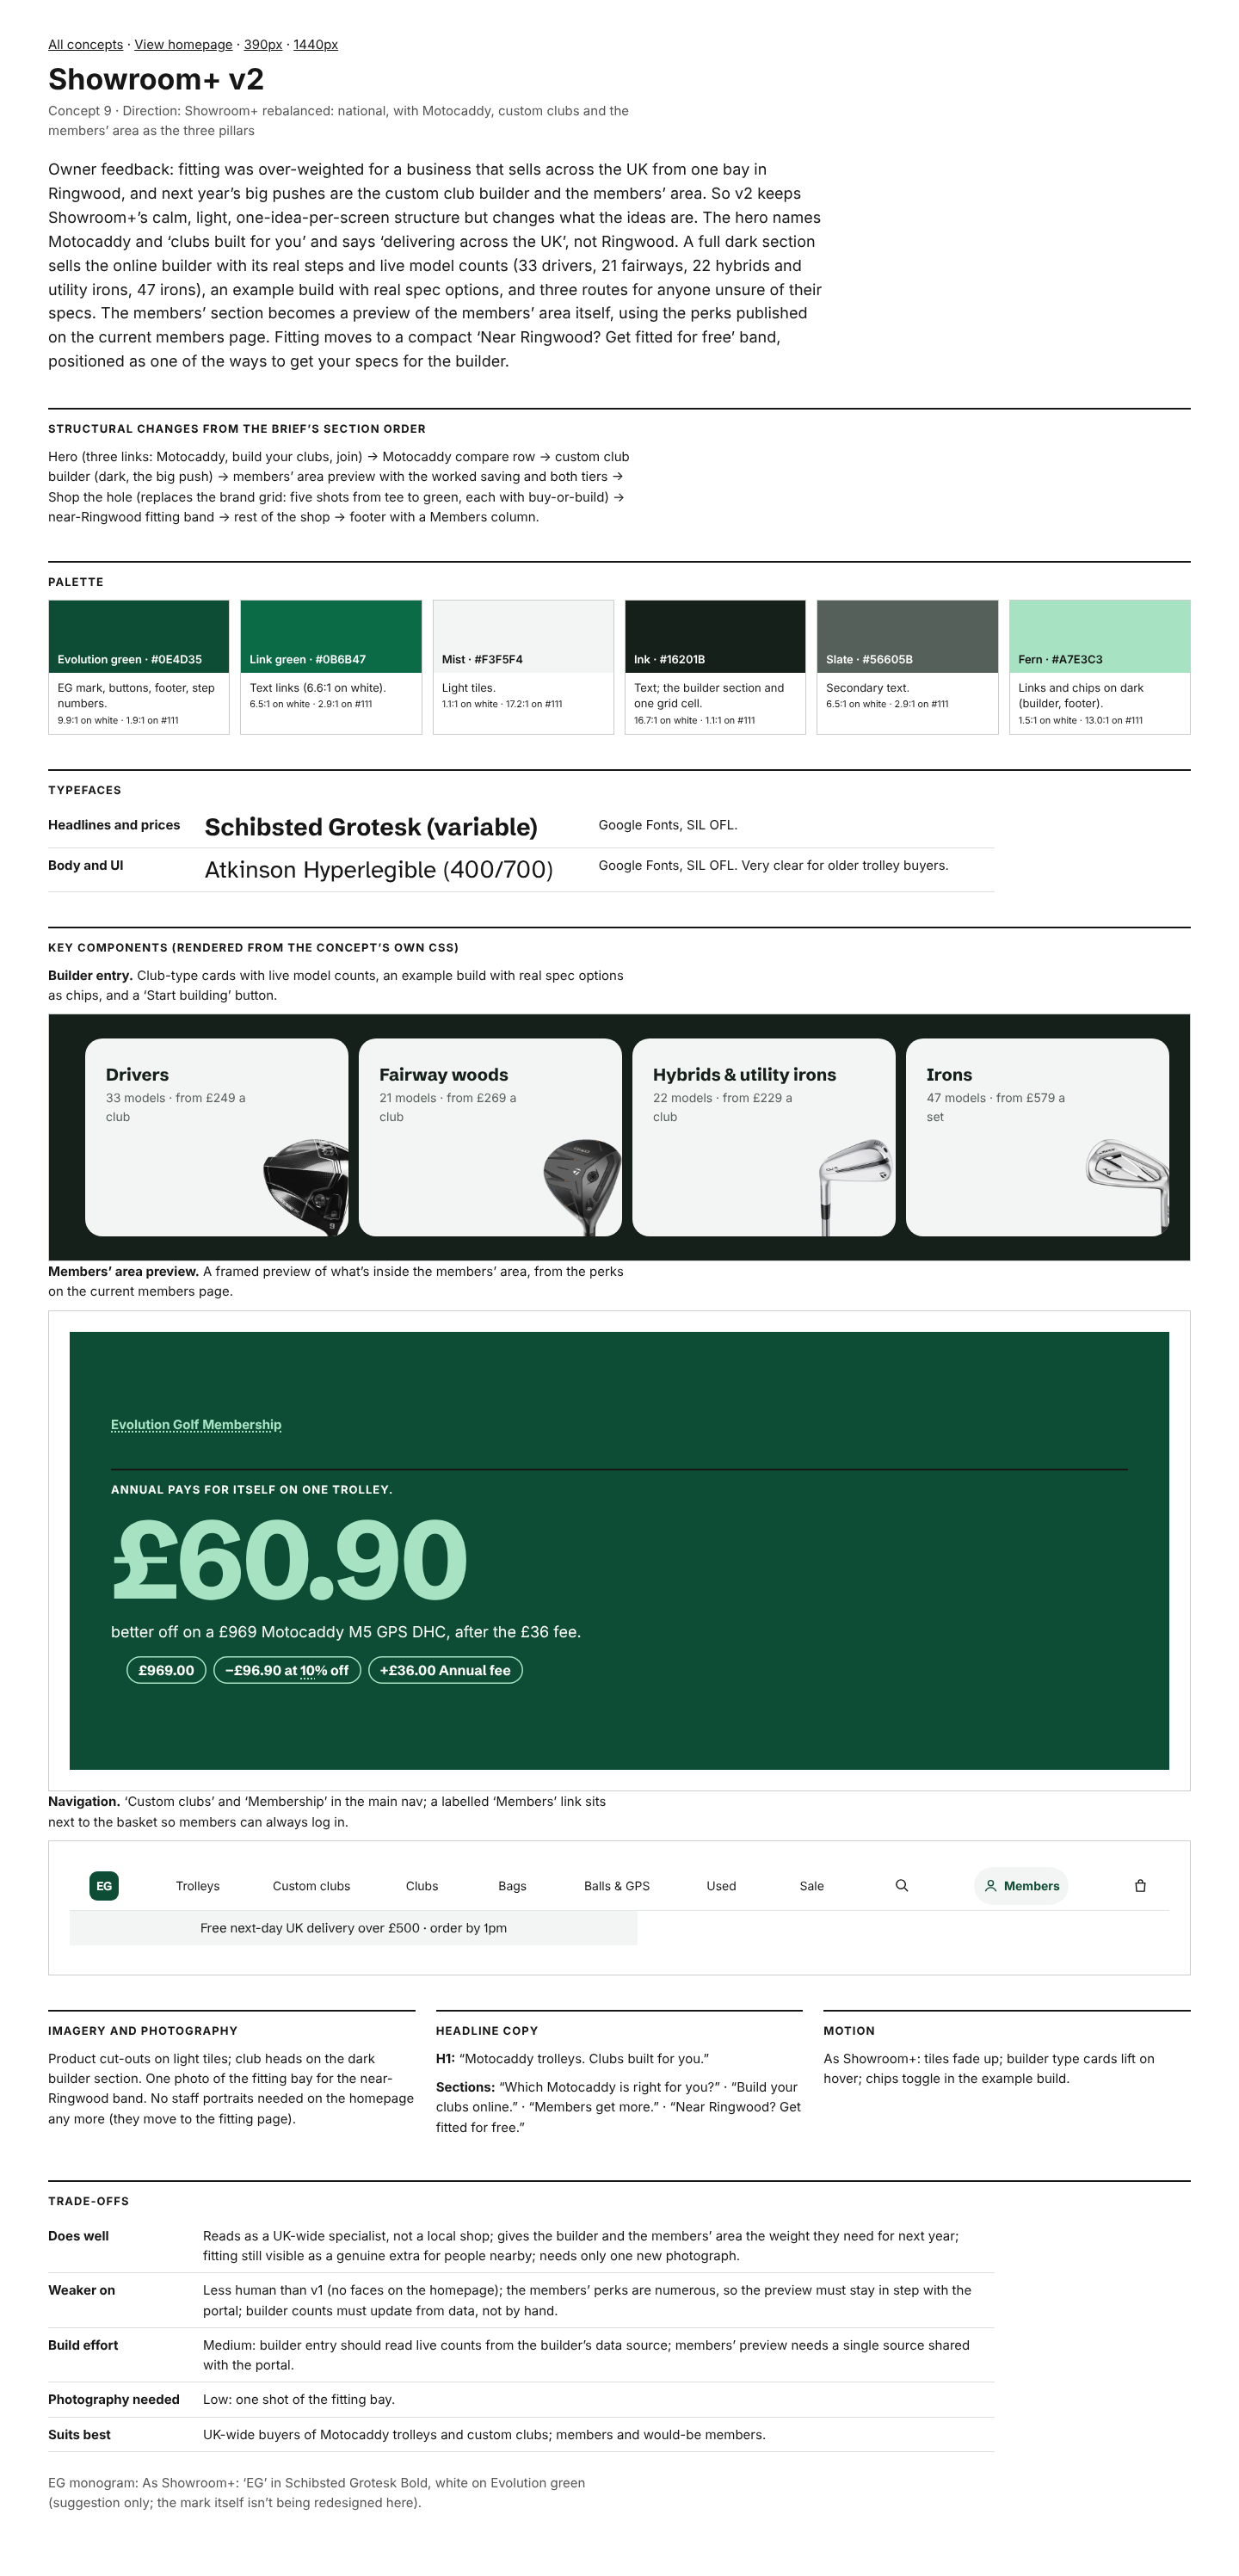 All concepts · View homepage · 390px · 1440px
Showroom+ v2
Concept 9 · Direction: Showroom+ rebalanced: national, with Motocaddy, custom clubs and the
members’ area as the three pillars
Owner feedback: fitting was over-weighted for a business that sells across the UK from one bay in
Ringwood, and next year’s big pushes are the custom club builder and the members’ area. So v2 keeps
Showroom+’s calm, light, one-idea-per-screen structure but changes what the ideas are. The hero names
Motocaddy and ‘clubs built for you’ and says ‘delivering across the UK’, not Ringwood. A full dark section
sells the online builder with its real steps and live model counts (33 drivers, 21 fairways, 22 hybrids and
utility irons, 47 irons), an example build with real spec options, and three routes for anyone unsure of their
specs. The members’ section becomes a preview of the members’ area itself, using the perks published
on the current members page. Fitting moves to a compact ‘Near Ringwood? Get fitted for free’ band,
positioned as one of the ways to get your specs for the builder.
STRUCTURAL CHANGES FROM THE BRIEF’S SECTION ORDER
Hero (three links: Motocaddy, build your clubs, join) → Motocaddy compare row → custom club
builder (dark, the big push) → members’ area preview with the worked saving and both tiers →
Shop the hole (replaces the brand grid: five shots from tee to green, each with buy-or-build) →
near-Ringwood fitting band → rest of the shop → footer with a Members column.
PALETTE
Evolution green · #0E4D35
EG mark, buttons, footer, step
numbers.
9.9:1 on white · 1.9:1 on #111
Link green · #0B6B47
Text links (6.6:1 on white).
6.5:1 on white · 2.9:1 on #111
Mist · #F3F5F4
Light tiles.
1.1:1 on white · 17.2:1 on #111
Ink · #16201B
Text; the builder section and
one grid cell.
16.7:1 on white · 1.1:1 on #111
Slate · #56605B
Secondary text.
6.5:1 on white · 2.9:1 on #111
Fern · #A7E3C3
Links and chips on dark
(builder, footer).
1.5:1 on white · 13.0:1 on #111
TYPEFACES
Headlines and prices Schibsted Grotesk (variable) Google Fonts, SIL OFL.
Body and UI Atkinson Hyperlegible (400/700) Google Fonts, SIL OFL. Very clear for older trolley buyers.
KEY COMPONENTS (RENDERED FROM THE CONCEPT’S OWN CSS)
Builder entry. Club-type cards with live model counts, an example build with real spec options
as chips, and a ‘Start building’ button.
Drivers
33 models · from £249 a
club
Fairway woods
21 models · from £269 a
club
Hybrids & utility irons
22 models · from £229 a
club
Irons
47 models · from £579 a
set
Members’ area preview. A framed preview of what’s inside the members’ area, from the perks
on the current members page.
Evolution Golf Membership
ANNUAL PAYS FOR ITSELF ON ONE TROLLEY.
£60.90
better off on a £969 Motocaddy M5 GPS DHC, after the £36 fee.
£969.00 −£96.90 at 10% off +£36.00 Annual fee
Navigation. ‘Custom clubs’ and ‘Membership’ in the main nav; a labelled ‘Members’ link sits
next to the basket so members can always log in.
EG Trolleys Custom clubs Clubs Bags Balls & GPS Used Sale Members
Free next-day UK delivery over £500 · order by 1pm
IMAGERY AND PHOTOGRAPHY
Product cut-outs on light tiles; club heads on the dark
builder section. One photo of the fitting bay for the near-
Ringwood band. No staff portraits needed on the homepage
any more (they move to the fitting page).
HEADLINE COPY
H1: “Motocaddy trolleys. Clubs built for you.”
Sections: “Which Motocaddy is right for you?” · “Build your
clubs online.” · “Members get more.” · “Near Ringwood? Get
fitted for free.”
MOTION
As Showroom+: tiles fade up; builder type cards lift on
hover; chips toggle in the example build.
TRADE-OFFS
Does well Reads as a UK-wide specialist, not a local shop; gives the builder and the members’ area the weight they need for next year;
fitting still visible as a genuine extra for people nearby; needs only one new photograph.
Weaker on Less human than v1 (no faces on the homepage); the members’ perks are numerous, so the preview must stay in step with the
portal; builder counts must update from data, not by hand.
Build effort Medium: builder entry should read live counts from the builder’s data source; members’ preview needs a single source shared
with the portal.
Photography needed Low: one shot of the fitting bay.
Suits best UK-wide buyers of Motocaddy trolleys and custom clubs; members and would-be members.
EG monogram: As Showroom+: ‘EG’ in Schibsted Grotesk Bold, white on Evolution green
(suggestion only; the mark itself isn’t being redesigned here).